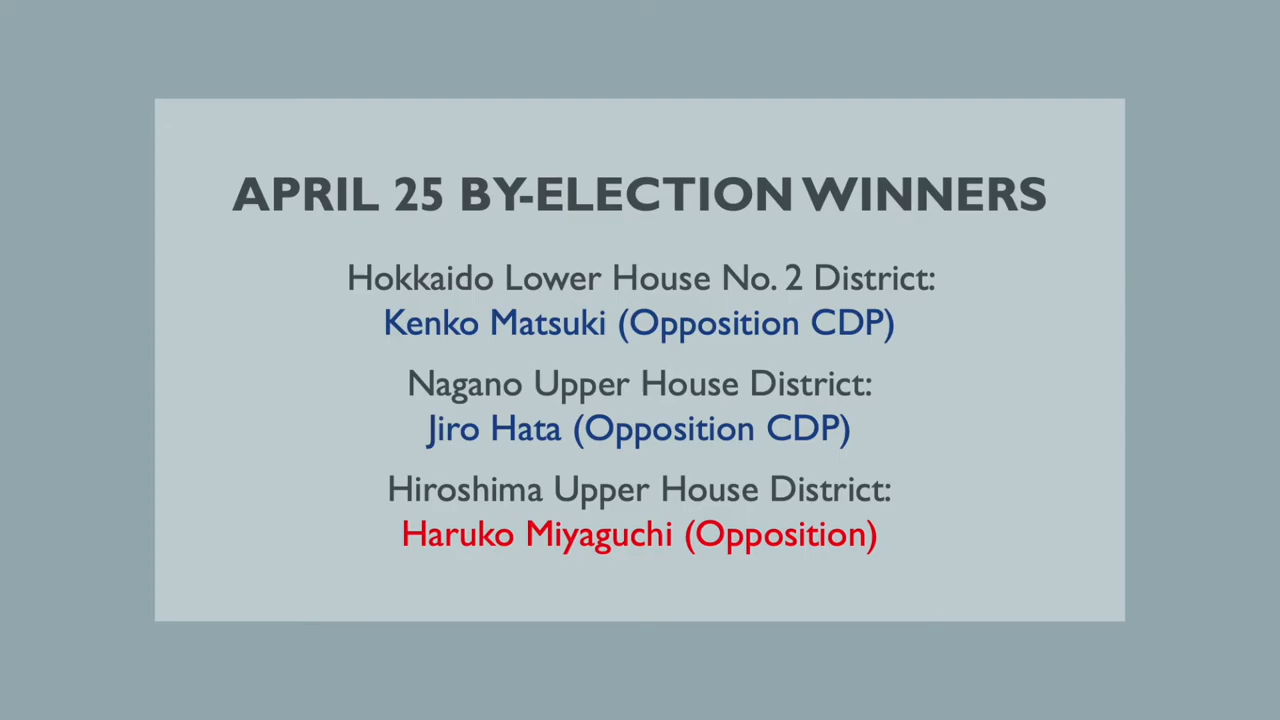 APRIL 25 BY-ELECTION WINNERS
Hokkaido Lower House No. 2 District:
Kenko Matsuki (Opposition CDP)
Nagano Upper House District:
Jiro Hata (Opposition CDP)
Hiroshima Upper House District:
Haruko Miyaguchi (Opposition)